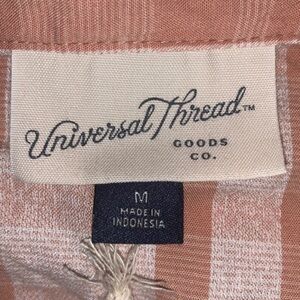 Universal Thread™
GOODS
CO.
M
MADE IN
INDONESIA